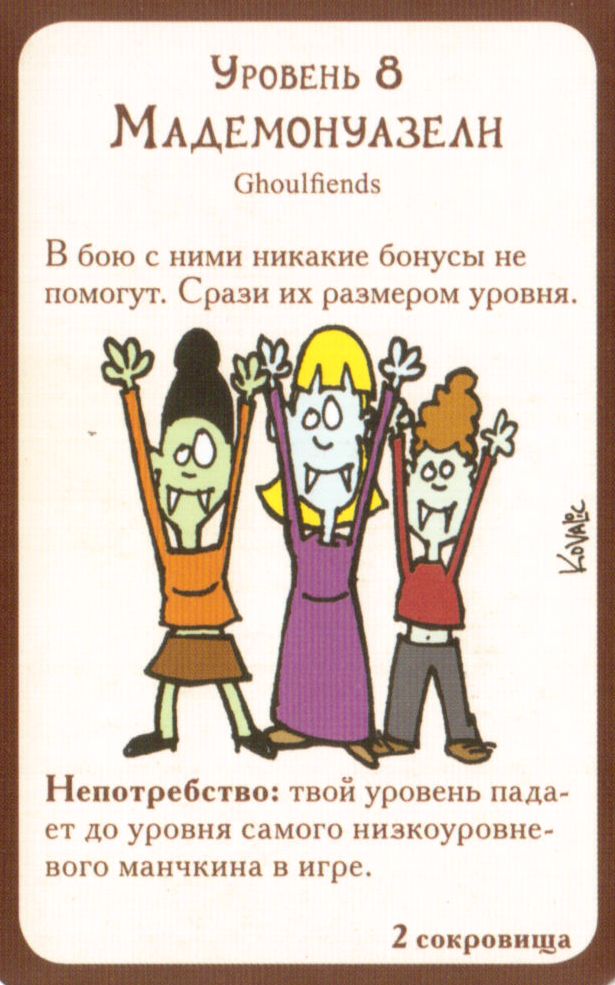 Уровень 8
Мадемонуазели
Ghoulfiends
В бою с ними никакие бонусы не
помогут. Срази их размером уровня.
Kovalic
Непотребство: твой уровень пада-
ет до уровня самого низкоуровне-
вого манчкина в игре.
2 сокровища